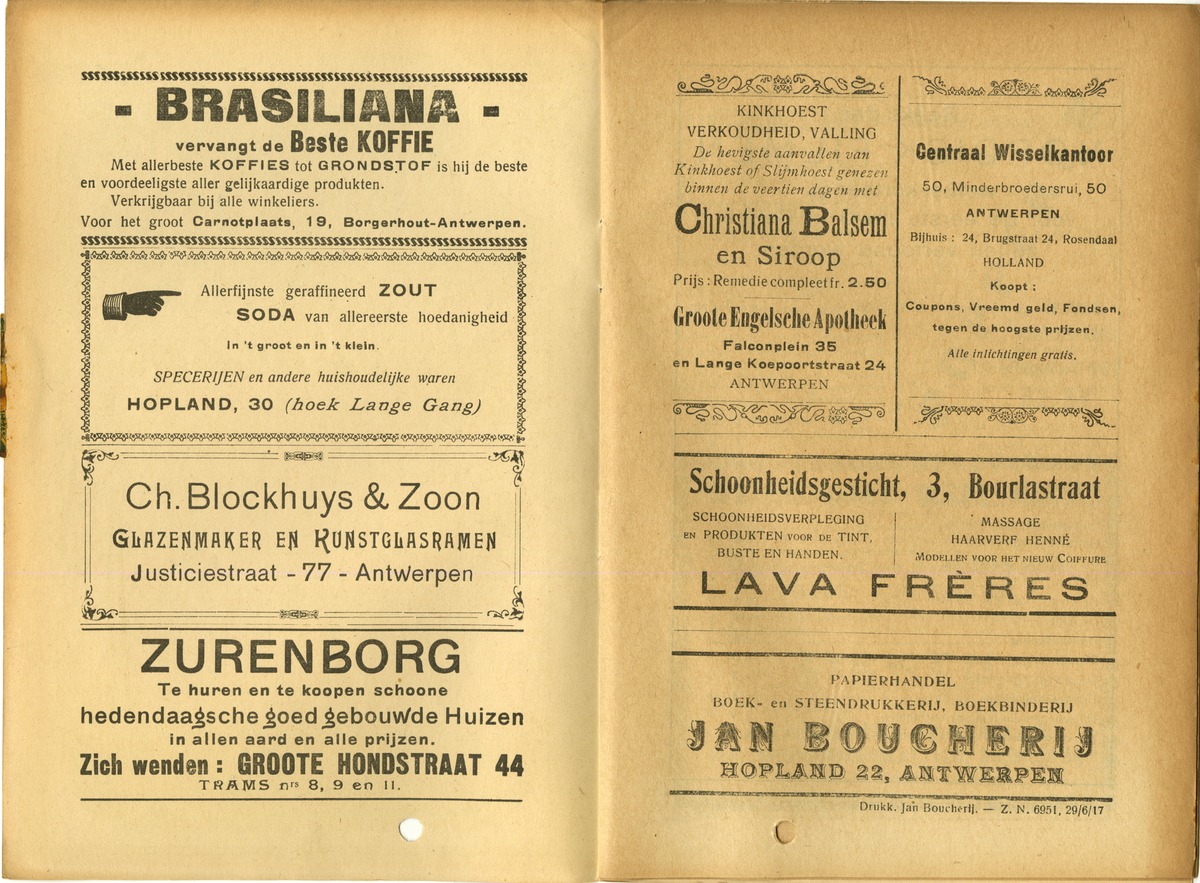 - BRASILIANA -
vervangt de Beste KOFFIE
Met allerbeste KOFFIES tot GRONDSTOF is hij de beste
en voordeeligste aller gelijkaardige produkten.
Verkrijgbaar bij alle winkeliers.
Voor het groot Carnotplaats, 19, Borgerhout-Antwerpen.
Allerfijnste geraffineerd ZOUT
SODA van allereerste hoedanigheid
In 't groot en in 't klein.
SPECERIJEN en andere huishoudelijke waren
HOPLAND, 30 (hoek Lange Gang)
Ch. Blockhuys & Zoon
GLAZENMAKER EN KUNSTGLASRAMEN
Justiciestraat - 77 - Antwerpen
ZURENBORG
Te huren en te koopen schoone
hedendaagsche goed gebouwde Huizen
in allen aard en alle prijzen.
Zich wenden : GROOTE HONDSTRAAT 44
TRAMS nrs 8, 9 en 11.
KINKHOEST
VERKOUDHEID, VALLING
De hevigste aanvallen van
Kinkhoest of Slijmhoest genezen
binnen de veertien dagen met
Christiana Balsem
en Siroop
Prijs : Remedie compleet fr. 2.50
Groote Engelsche Apotheek
Falconplein 35
en Lange Koepoortstraat 24
ANTWERPEN
Centraal Wisselkantoor
50, Minderbroedersrui, 50
ANTWERPEN
Bijhuis : 24, Brugstraat 24, Rosendaal
HOLLAND
Koopt :
Coupons, Vreemd geld, Fondsen,
tegen de hoogste prijzen.
Alle inlichtingen gratis.
Schoonheidsgesticht, 3, Bourlastraat
SCHOONHEIDSVERPLEGING
EN PRODUKTEN VOOR DE TINT,
BUSTE EN HANDEN.
MASSAGE
HAARVERF HENNÉ
MODELLEN VOOR HET NIEUW COIFFURE
LAVA FRÈRES
PAPIERHANDEL
BOEK- en STEENDRUKKERIJ, BOEKBINDERIJ
JAN BOUCHERIJ
HOPLAND 22, ANTWERPEN
Drukk. Jan Boucherij. — Z. N. 6951, 29/6/17